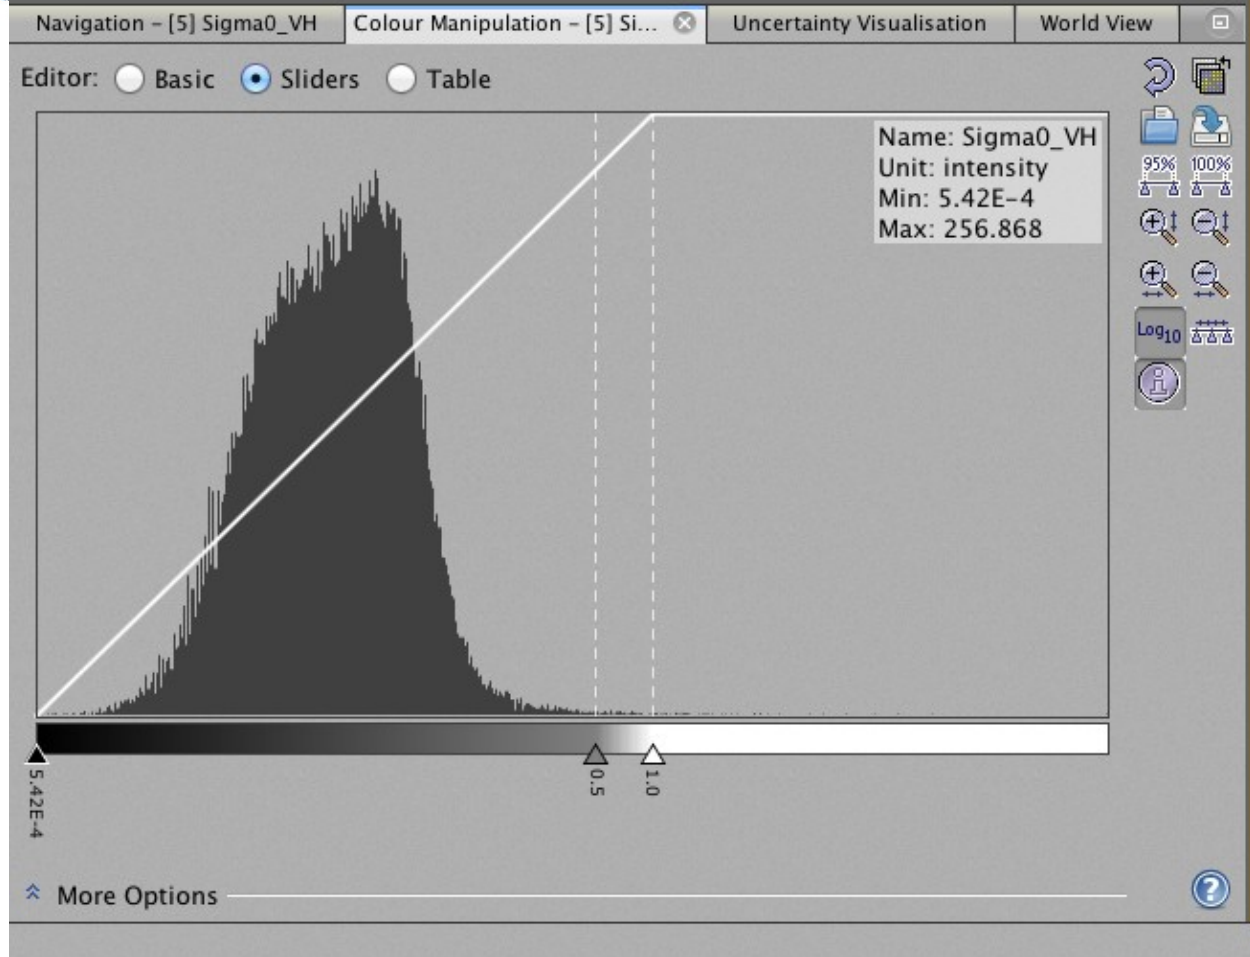 Navigation – [5] Sigma0_VH
Colour Manipulation – [5] Si...
Uncertainty Visualisation
World View
Editor: Basic Sliders Table
Name: Sigma0_VH
Unit: intensity
Min: 5.42E–4
Max: 256.868
95% 100%
Log10
5.42E–4
0.5
1.0
More Options